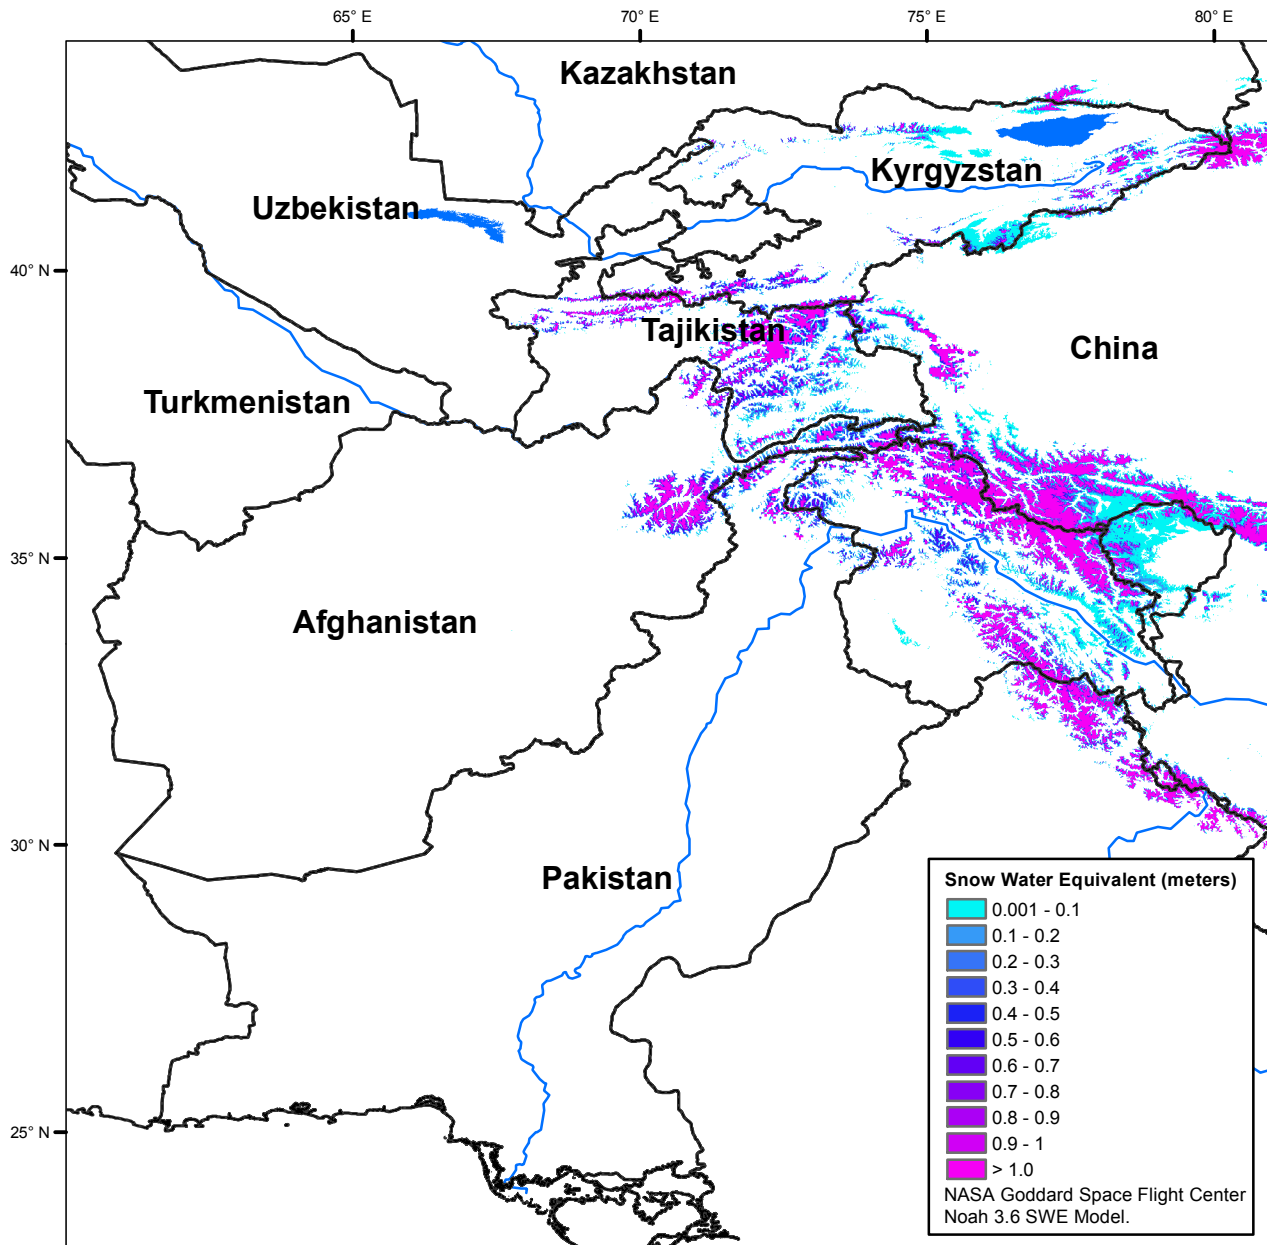 65° E
70° E
75° E
80° E
Kazakhstan
Kyrgyzstan
Uzbekistan
40° N
Tajikistan
China
Turkmenistan
35° N
Afghanistan
30° N
Pakistan
25° N
Snow Water Equivalent (meters)
0.001 - 0.1
0.1 - 0.2
0.2 - 0.3
0.3 - 0.4
0.4 - 0.5
0.5 - 0.6
0.6 - 0.7
0.7 - 0.8
0.8 - 0.9
0.9 - 1
> 1.0
NASA Goddard Space Flight Center
Noah 3.6 SWE Model.